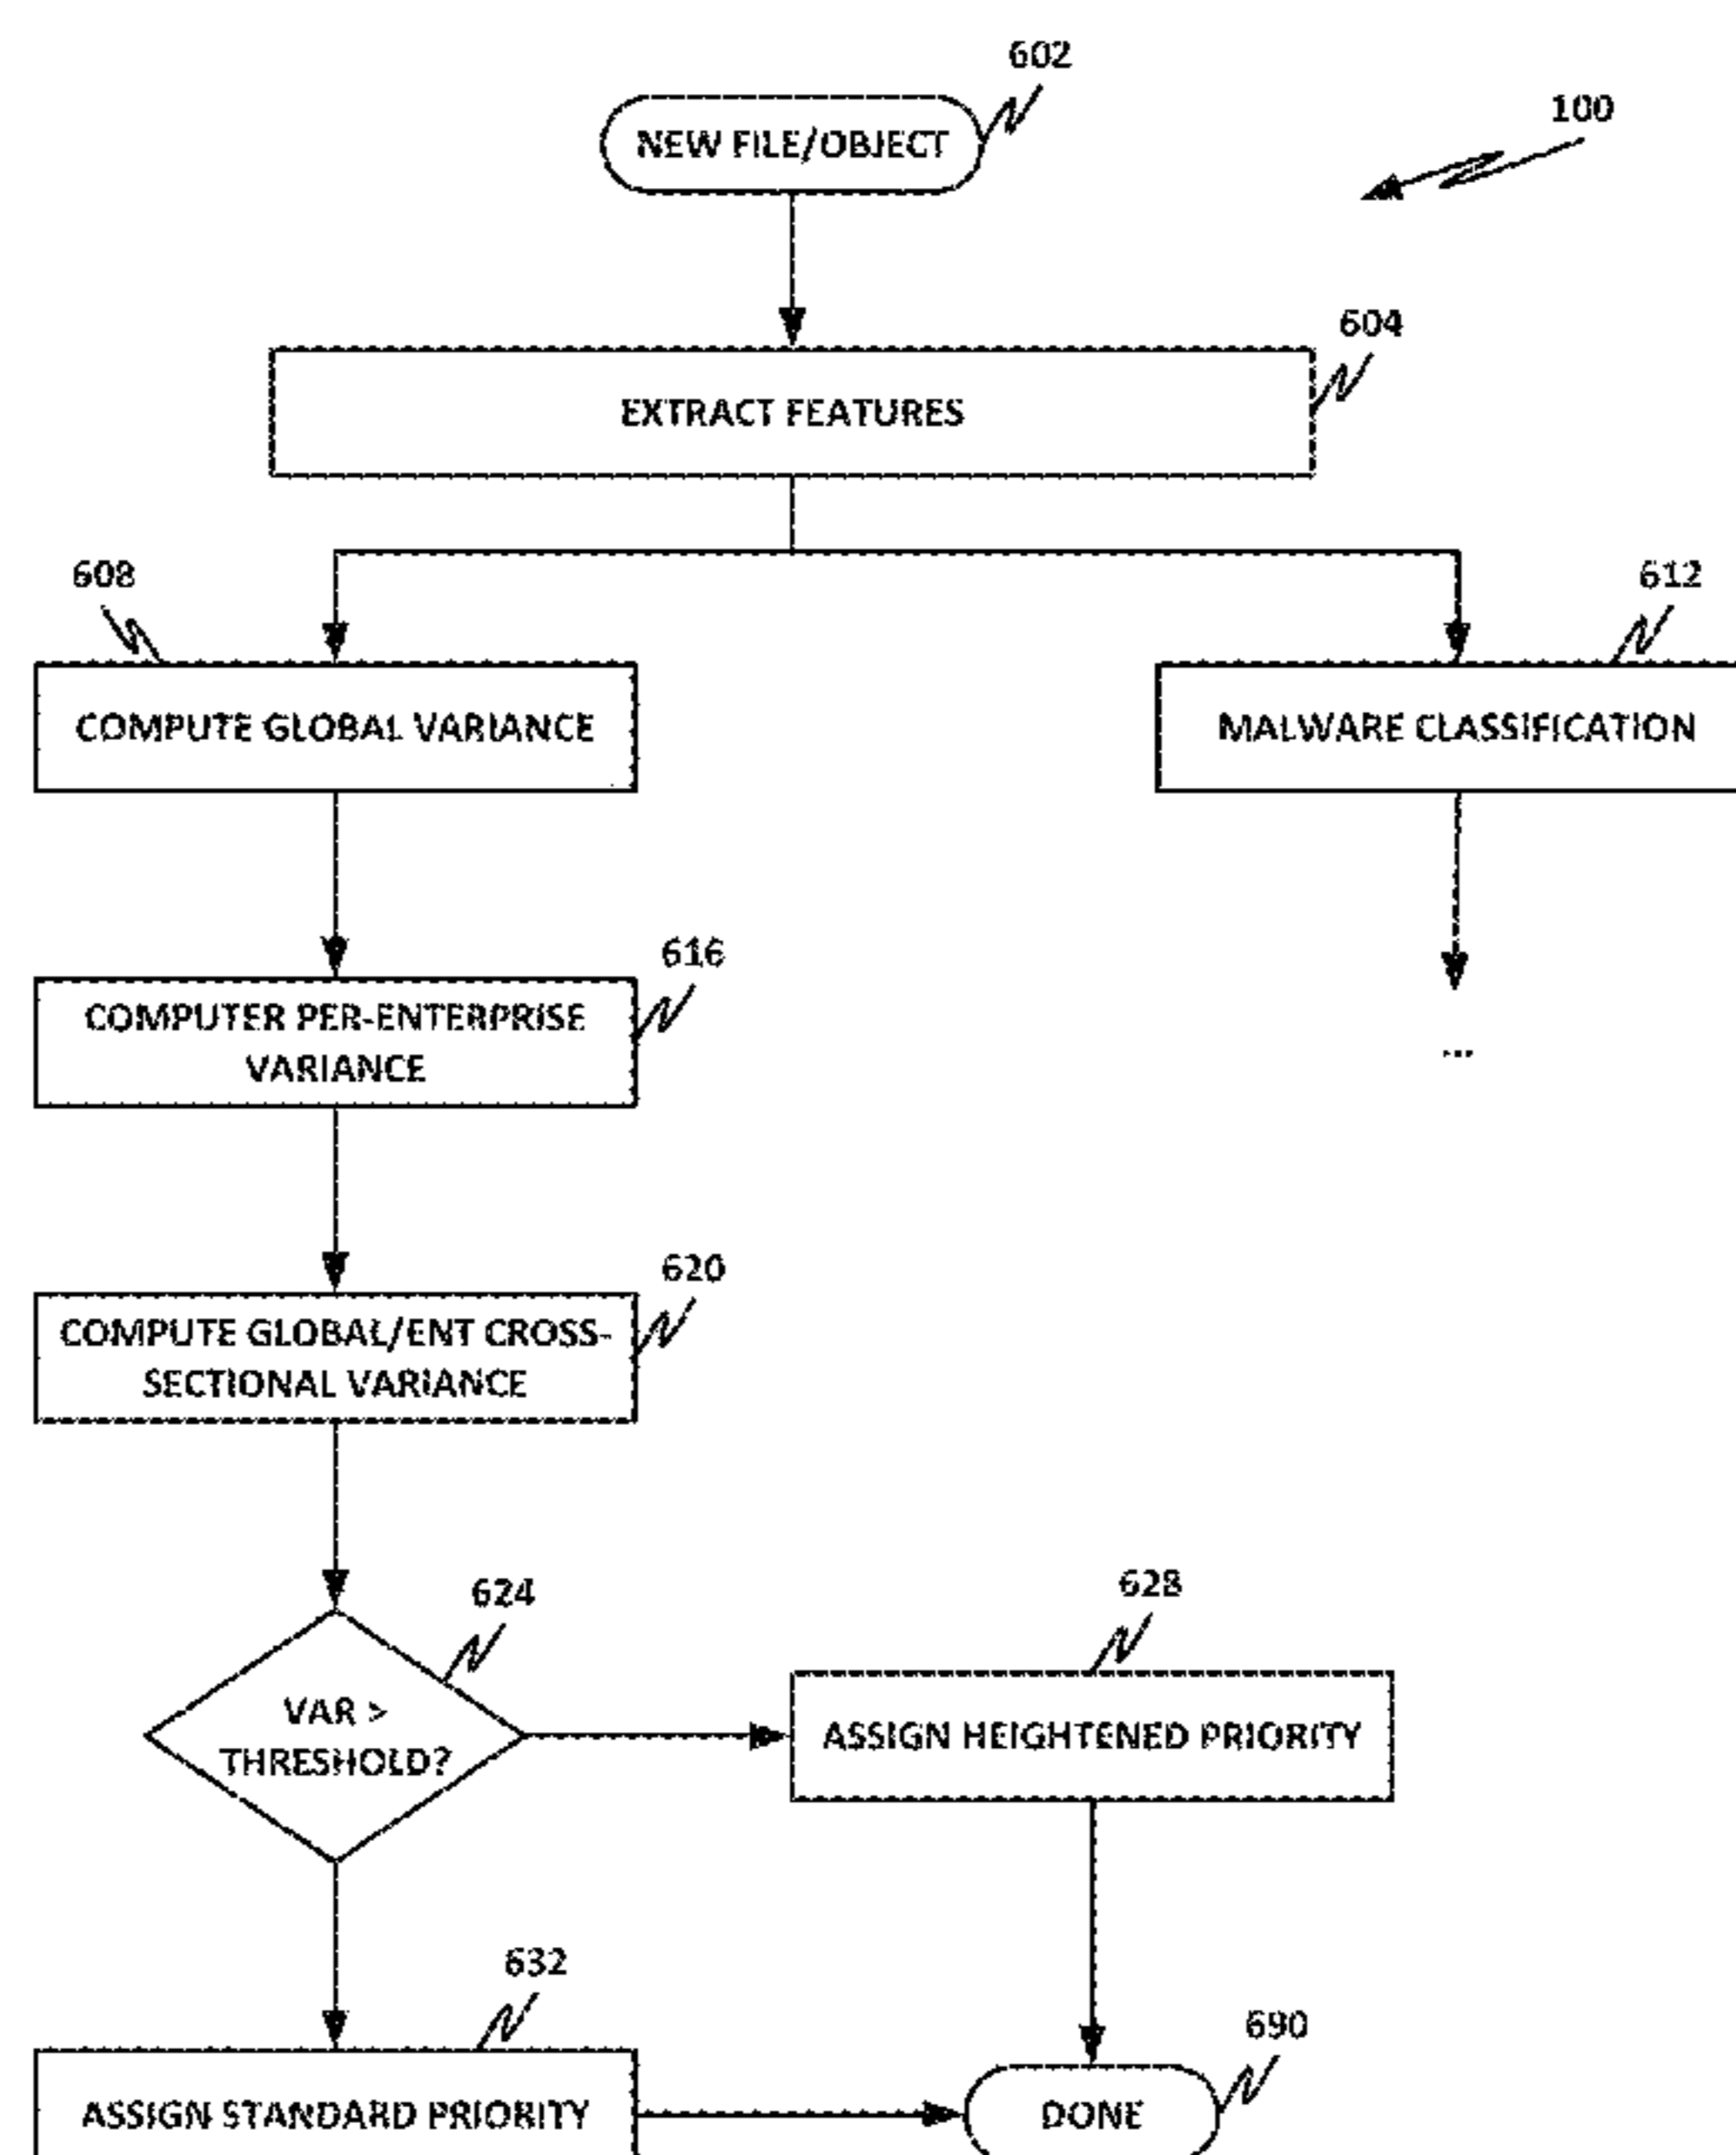 602
NEW FILE/OBJECT
100
604
EXTRACT FEATURES
608
612
COMPUTE GLOBAL VARIANCE
MALWARE CLASSIFICATION
616
COMPUTER PER-ENTERPRISE
VARIANCE
...
620
COMPUTE GLOBAL/ENT CROSS-
SECTIONAL VARIANCE
624
628
VAR >
THRESHOLD?
ASSIGN HEIGHTENED PRIORITY
632
690
ASSIGN STANDARD PRIORITY
DONE